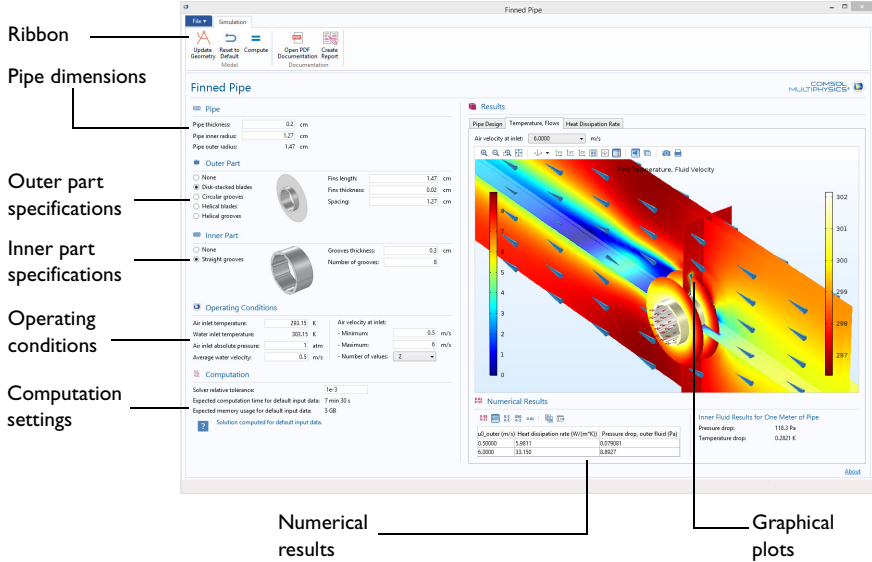 Finned Pipe
File
Simulation
Update Geometry
Reset to Default
Compute
Open PDF Documentation
Create Report
Model
Documentation
Ribbon
Pipe dimensions
Outer part
specifications
Inner part
specifications
Operating
conditions
Computation
settings
Finned Pipe
COMSOL
MULTIPHYSICS®
Pipe
Pipe thickness: 0.2 cm
Pipe inner radius: 1.27 cm
Pipe outer radius: 1.47 cm
Outer Part
None
Disk-stacked blades
Circular grooves
Helical blades
Helical grooves
Fins length: 1.47 cm
Fins thickness: 0.02 cm
Spacing: 1.27 cm
Inner Part
None
Straight grooves
Grooves thickness: 0.3 cm
Number of grooves: 8
Operating Conditions
Air inlet temperature: 293.15 K
Water inlet temperature: 303.15 K
Air inlet absolute pressure: 1 atm
Average water velocity: 0.5 m/s
Air velocity at inlet:
- Minimum: 0.5 m/s
- Maximum: 6 m/s
- Number of values: 2
Computation
Solver relative tolerance: 1e-3
Expected computation time for default input data: 7 min 30 s
Expected memory usage for default input data: 5 GB
? Solution computed for default input data.
Results
Pipe Design
Temperature, Flows
Heat Dissipation Rate
Air velocity at inlet: 6.0000 m/s
Temperature, Fluid Velocity
8
6
5
4
3
2
1
0
302
301
300
299
298
297
Numerical Results
u0_outer (m/s) Heat dissipation rate (W/(m*K)) Pressure drop, outer fluid (Pa)
0.50000 5.9811 0.079081
6.0000 33.150 8.8927
Inner Fluid Results for One Meter of Pipe
Pressure drop: 118.3 Pa
Temperature drop: 0.2821 K
About
Numerical
results
Graphical
plots